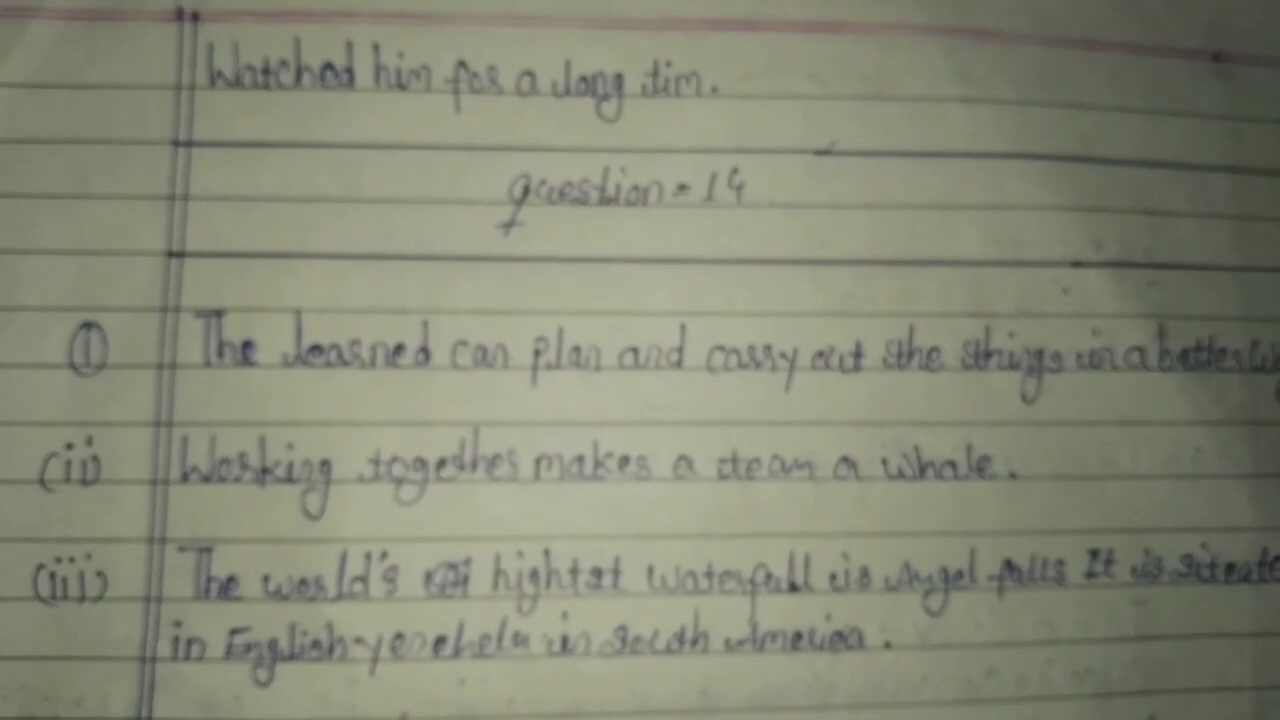 Watched him for a long tim.
question = 14
(i) The learned can plan and carry out the things in a better
(ii) Working together makes a team a whale.
(iii) The world's hightst waterfall is Angel falls It is situate
in English-yenehela in South America.